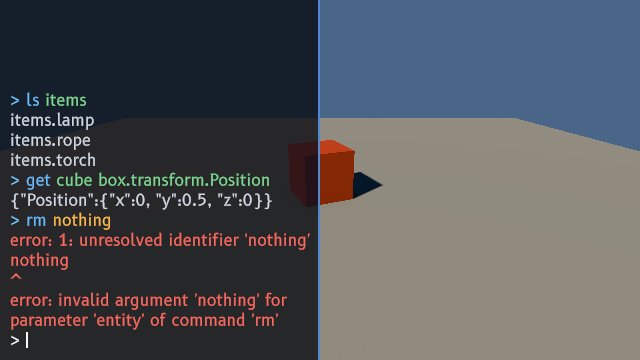 > ls items
items.lamp
items.rope
items.torch
> get cube box.transform.Position
{"Position":{"x":0, "y":0.5, "z":0}}
> rm nothing
error: 1: unresolved identifier 'nothing'
nothing
^
error: invalid argument 'nothing' for
parameter 'entity' of command 'rm'
>